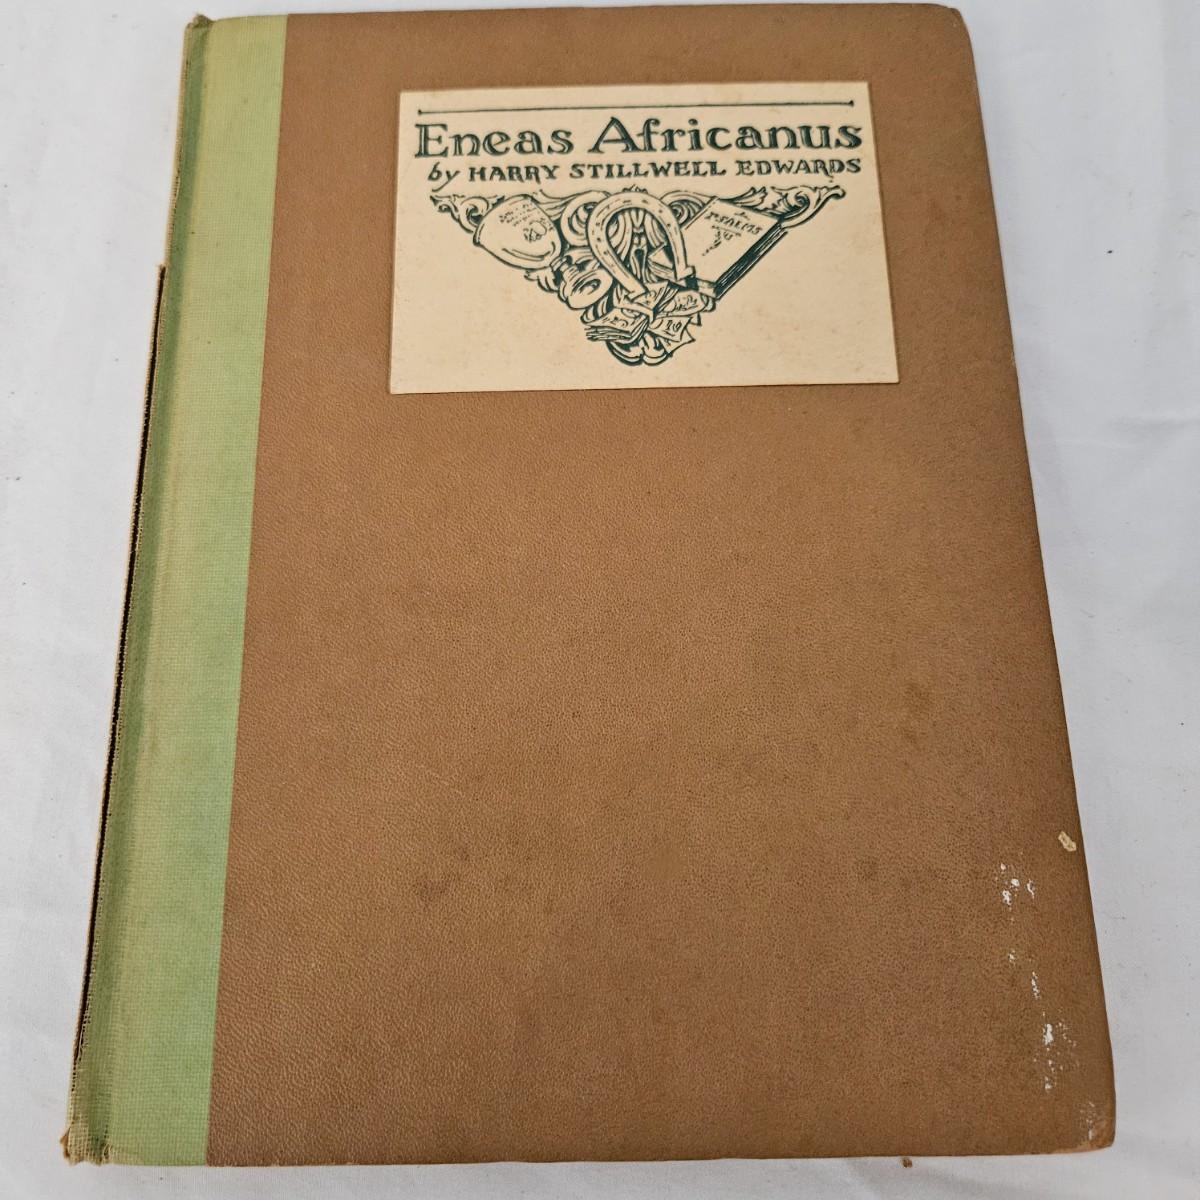 Eneas Africanus
by HARRY STILLWELL EDWARDS
PSALMS